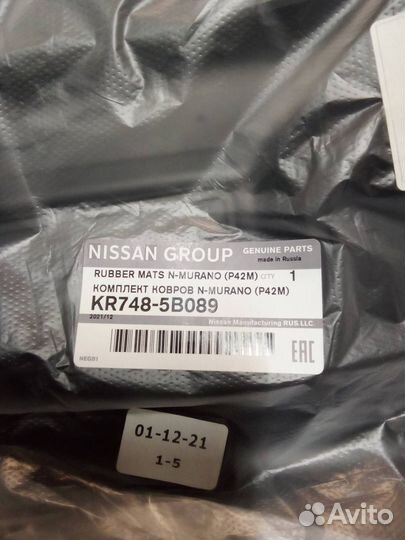 NISSAN GROUP
GENUINE PARTS
made in Russia
RUBBER MATS N-MURANO (P42M) QTY 1
КОМПЛЕКТ КОВРОВ N-MURANO (P42M)
KR748-5B089
2021/12
Nissan Manufacturing RUS LLC.
NEGB1
EAC
01-12-21
1-5
Avito